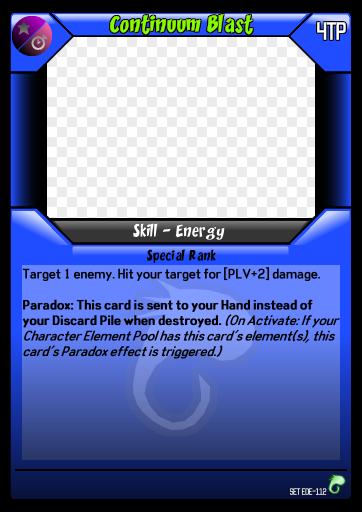 Continuum Blast
4TP
Skill - Energy
Special Rank
Target 1 enemy. Hit your target for [PLV+2] damage.
Paradox: This card is sent to your Hand instead of
your Discard Pile when destroyed. (On Activate: If your
Character Element Pool has this card's element(s), this
card's Paradox effect is triggered.)
SET EOE-112